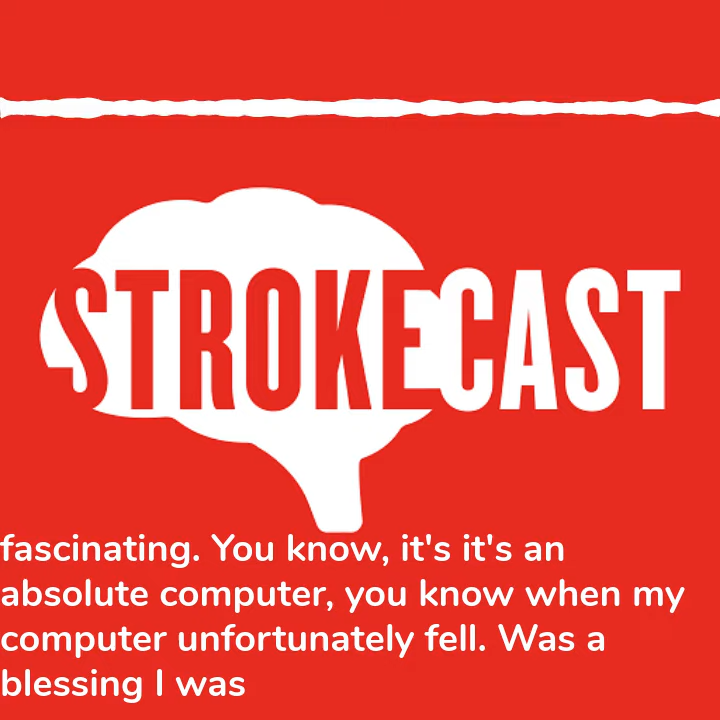 STROKECAST
fascinating. You know, it's it's an
absolute computer, you know when my
computer unfortunately fell. Was a
blessing I was